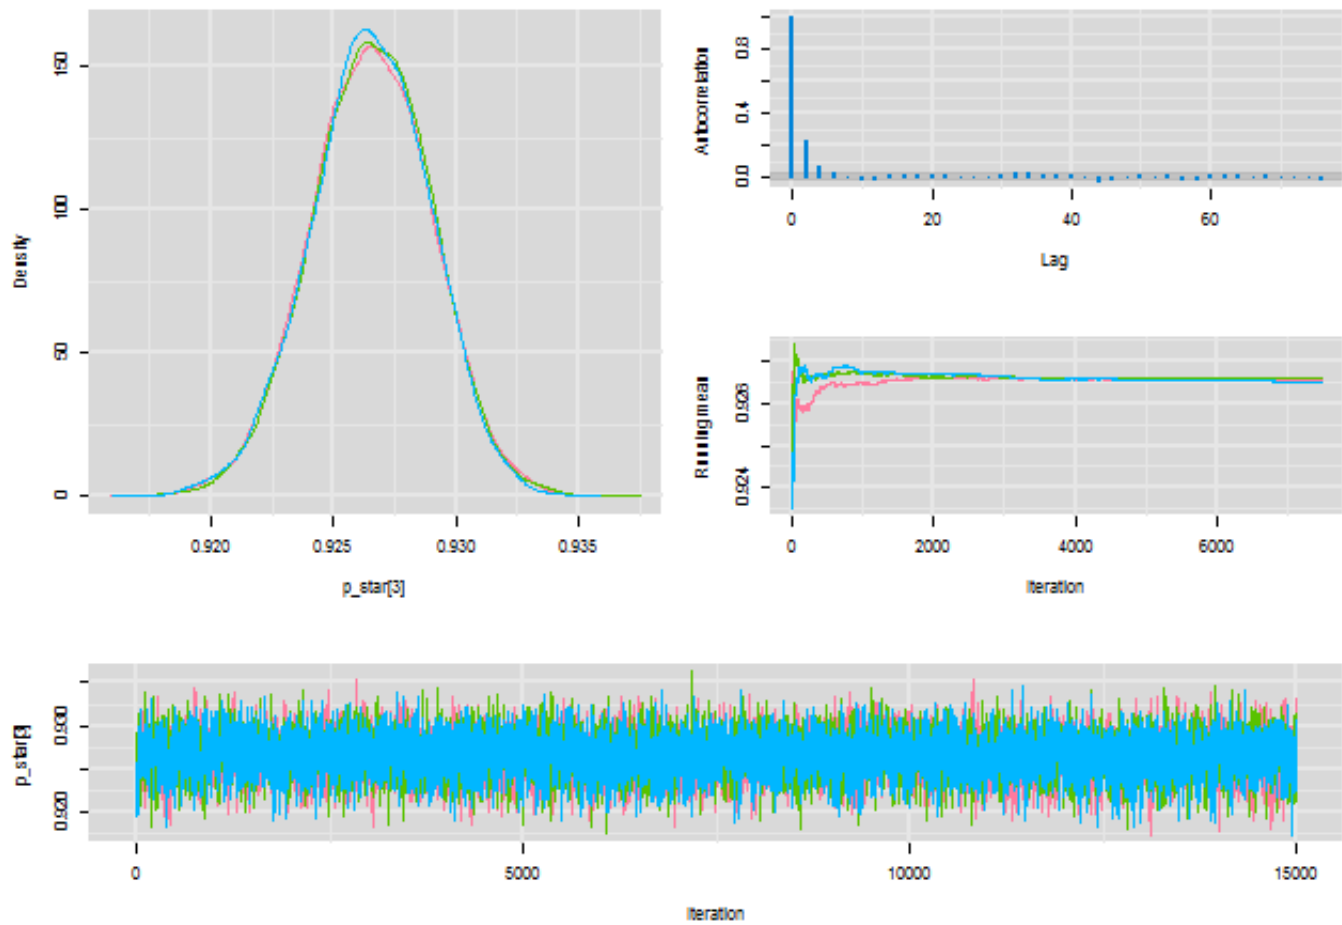 150
100
50
0
Density
0.920 0.925 0.930 0.935
p_star[3]
0.8
0.4
0.0
Autocorrelation
0 20 40 60
Lag
0.926
0.924
Running mean
0 2000 4000 6000
Iteration
0.930
0.920
p_star[3]
0 5000 10000 15000
Iteration